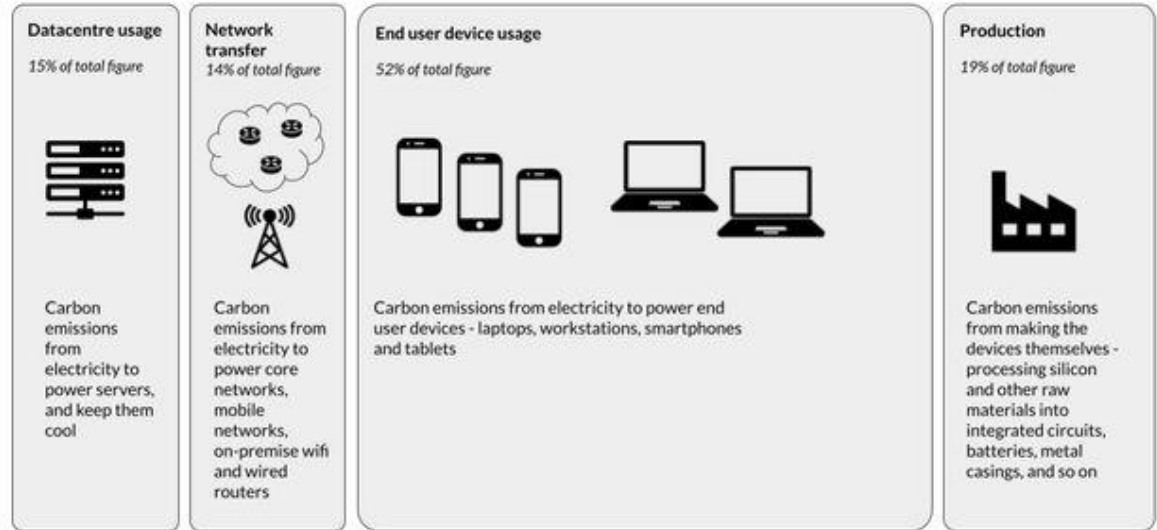 Datacentre usage
15% of total figure
Carbon
emissions
from
electricity to
power servers,
and keep them
cool
Network
transfer
14% of total figure
Carbon
emissions from
electricity to
power core
networks,
mobile
networks,
on-premise wifi
and wired
routers
End user device usage
52% of total figure
Carbon emissions from electricity to power end
user devices - laptops, workstations, smartphones
and tablets
Production
19% of total figure
Carbon emissions
from making the
devices themselves -
processing silicon
and other raw
materials into
integrated circuits,
batteries, metal
casings, and so on